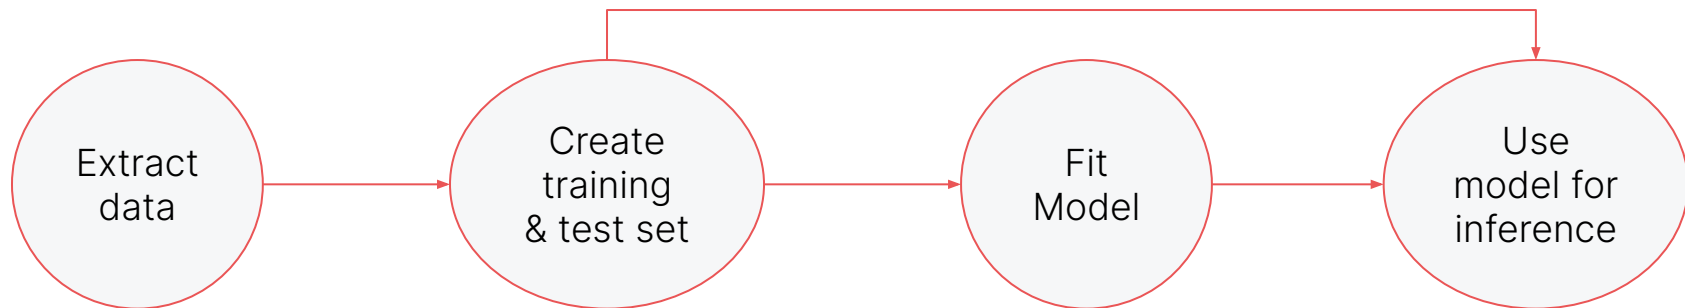 Extract
data
Create
training
& test set
Fit
Model
Use
model for
inference